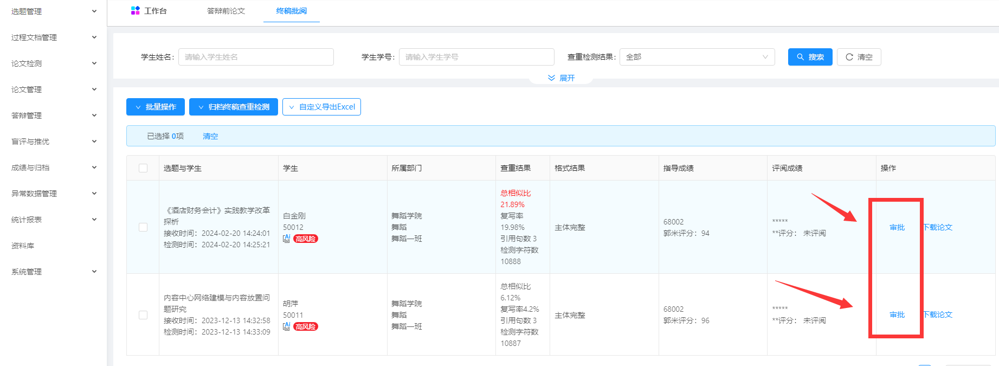 选题管理
过程文档管理
论文检测
论文管理
答辩管理
盲评与推优
成绩与归档
异常数据管理
统计报表
资料库
系统管理
工作台
答辩前论文
终稿批阅
学生姓名：
请输入学生姓名
学生学号：
请输入学生学号
查重检测结果：
全部
搜索
清空
展开
批量操作
归档终稿查重检测
自定义导出Excel
已选择 0项
清空
选题与学生
学生
所属部门
查重结果
格式结果
指导成绩
评阅成绩
操作
《酒店财务会计》实践教学改革
探析
接收时间：2024-02-20 14:24:01
检测时间：2024-02-20 14:25:21
白金刚
50012
Ai 高风险
舞蹈学院
舞蹈
舞蹈一班
总相似比
21.89%
复写率
19.98%
引用句数 3
检测字符数
10888
主体完整
68002
郭米评分：94
*****
**评分： 未评阅
审批
下载论文
内容中心网络建模与内容放置问
题研究
接收时间：2023-12-13 14:32:58
检测时间：2023-12-13 14:33:09
胡萍
50011
Ai 高风险
舞蹈学院
舞蹈
舞蹈一班
总相似比
6.12%
复写率4.2%
引用句数 3
检测字符数
10887
主体完整
68002
郭米评分：96
*****
**评分： 未评阅
审批
下载论文